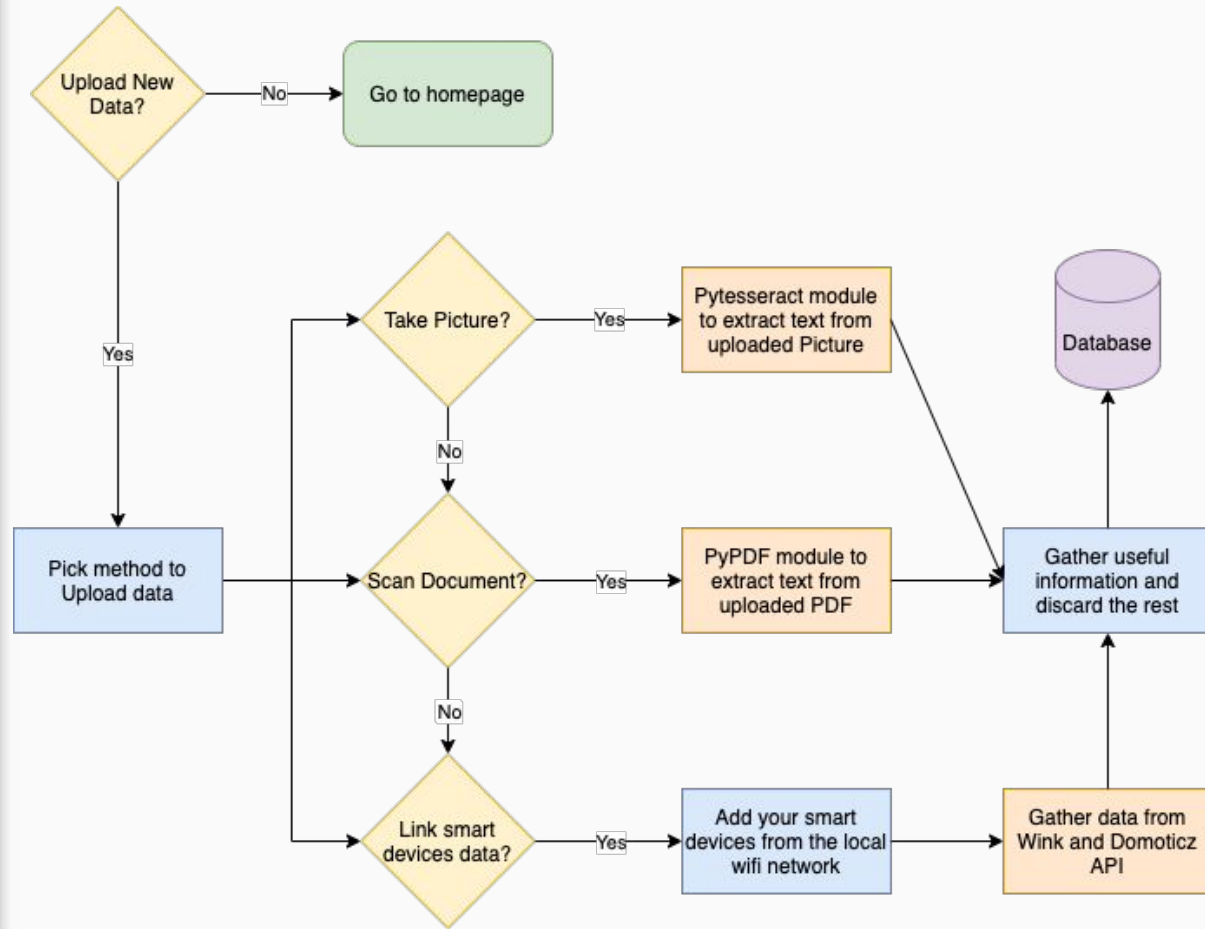 Upload New
Data?
No
Go to homepage
Yes
Take Picture?
Yes
Pytesseract module
to extract text from
uploaded Picture
Database
No
Pick method to
Upload data
Scan Document?
Yes
PyPDF module to
extract text from
uploaded PDF
Gather useful
information and
discard the rest
No
Link smart
devices data?
Yes
Add your smart
devices from the local
wifi network
Gather data from
Wink and Domoticz
API